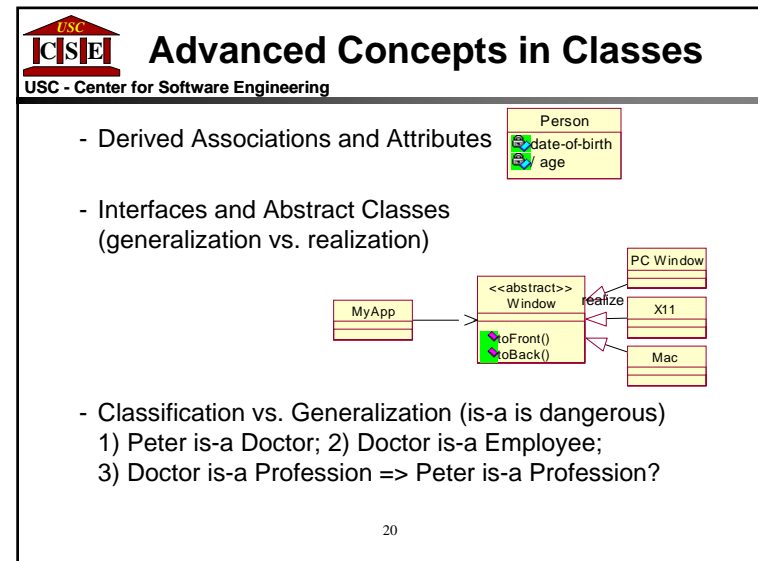 USC
C S E
Advanced Concepts in Classes
USC - Center for Software Engineering
- Derived Associations and Attributes
Person
date-of-birth
/ age
- Interfaces and Abstract Classes
(generalization vs. realization)
MyApp
<<abstract>>
Window
toFront()
toBack()
realize
PC Window
X11
Mac
- Classification vs. Generalization (is-a is dangerous)
1) Peter is-a Doctor; 2) Doctor is-a Employee;
3) Doctor is-a Profession => Peter is-a Profession?
20